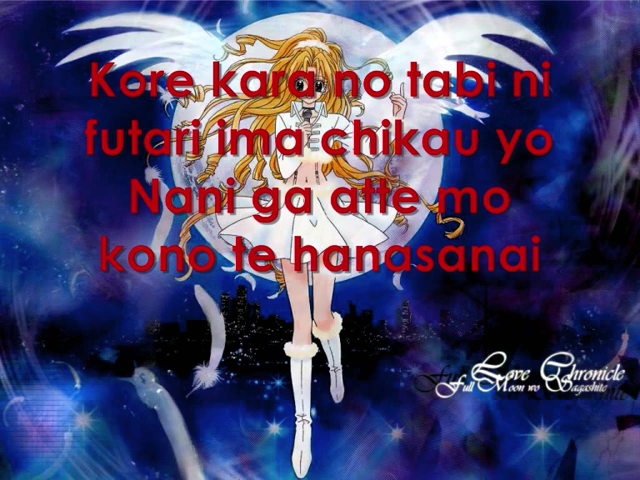 Kore kara no tabi ni
futari ima chikau yo
Nani ga atte mo
kono te hanasanai
Love Chronicle
Full Moon wo Sagashite